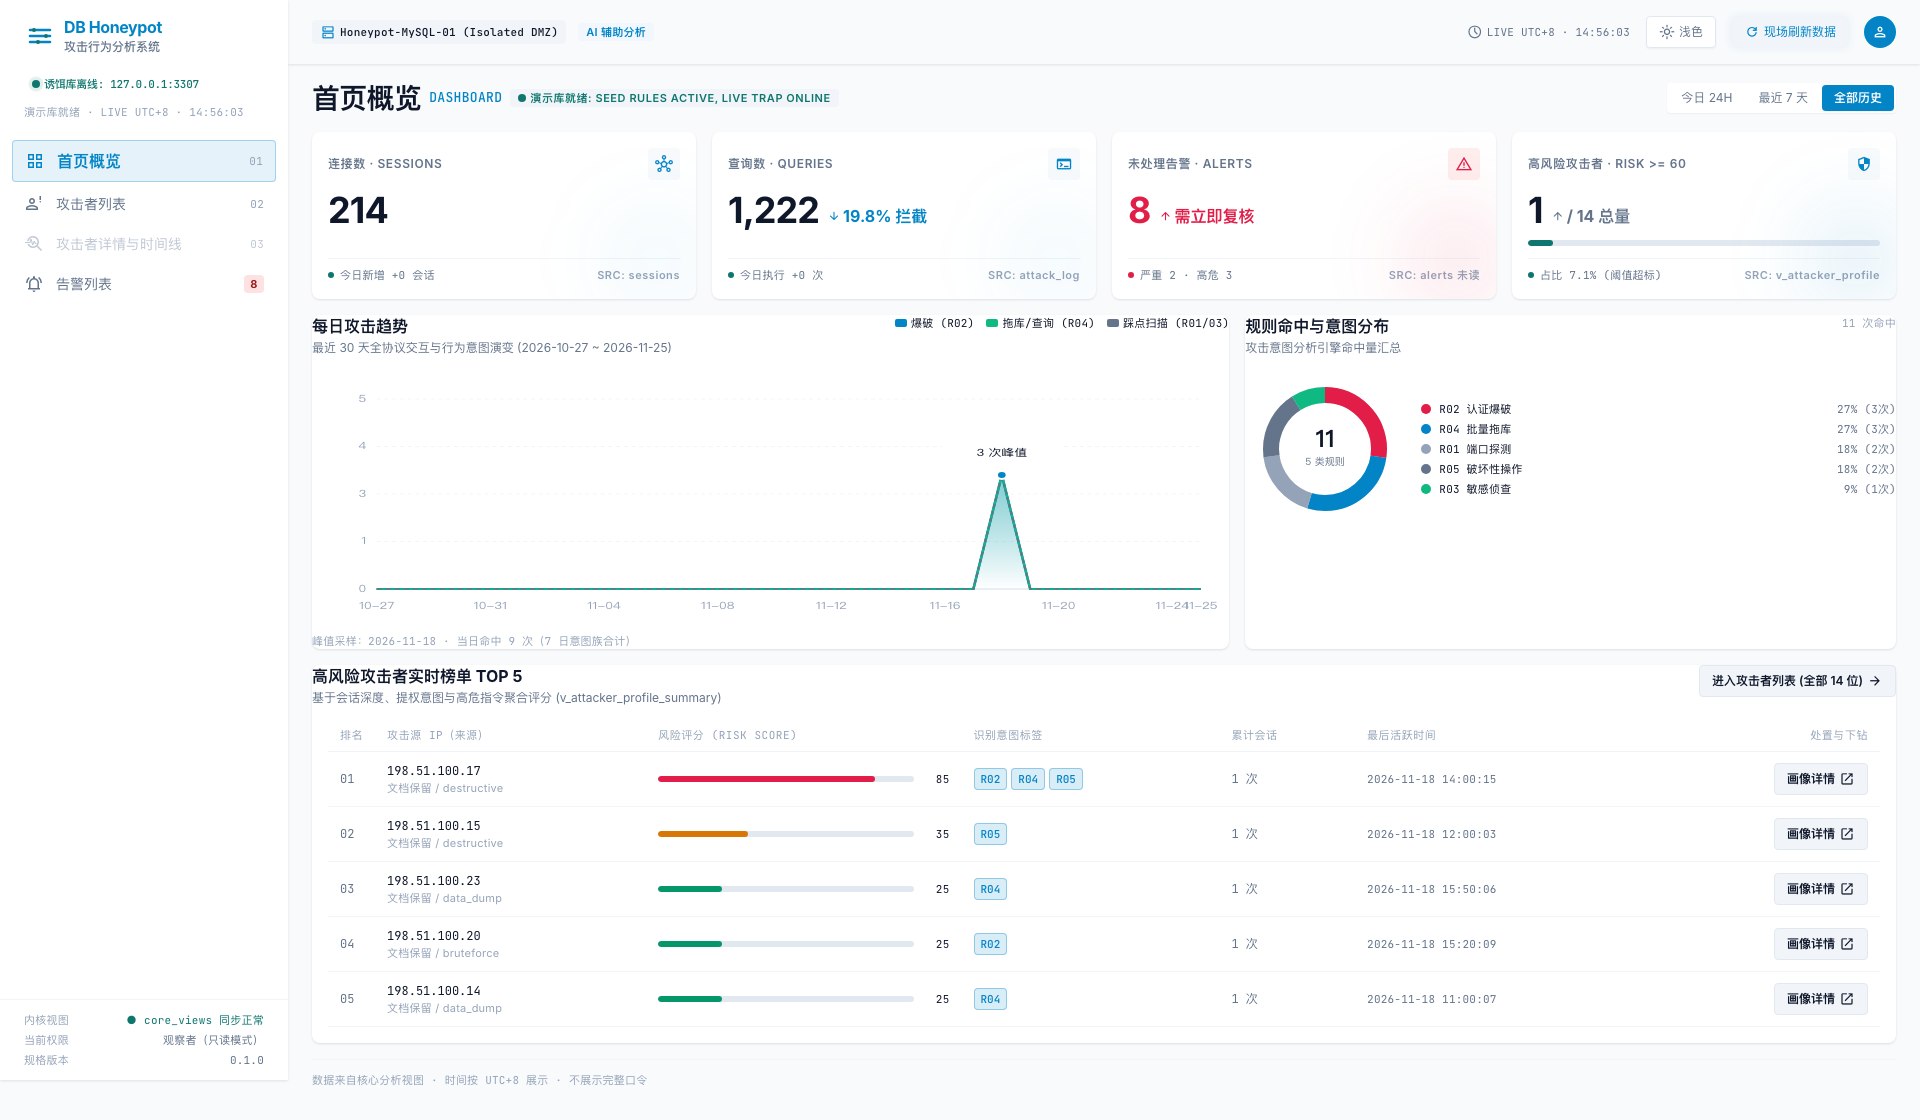 DB Honeypot
攻击行为分析系统
诱饵库离线: 127.0.0.1:3307
演示库就绪 · LIVE UTC+8 · 14:56:03
首页概览 01
攻击者列表 02
攻击者详情与时间线 03
告警列表 8
内核视图 core_views 同步正常
当前权限 观察者 (只读模式)
规格版本 0.1.0
Honeypot-MySQL-01 (Isolated DMZ) AI 辅助分析
LIVE UTC+8 · 14:56:03 浅色 现场刷新数据
首页概览 DASHBOARD 演示库就绪: SEED RULES ACTIVE, LIVE TRAP ONLINE
今日 24H 最近 7 天 全部历史
连接数 · SESSIONS
214
今日新增 +0 会话 SRC: sessions
查询数 · QUERIES
1,222 ↓ 19.8% 拦截
今日执行 +0 次 SRC: attack_log
未处理告警 · ALERTS
8 ↑ 需立即复核
严重 2 · 高危 3 SRC: alerts 未读
高风险攻击者 · RISK >= 60
1 ↑ / 14 总量
占比 7.1% (阈值超标) SRC: v_attacker_profile
每日攻击趋势
最近 30 天全协议交互与行为意图演变 (2026-10-27 ~ 2026-11-25)
爆破 (R02) 拖库/查询 (R04) 踩点扫描 (R01/03)
5
4
3
1
0
3 次峰值
10-27 10-31 11-04 11-08 11-12 11-16 11-20 11-24 11-25
峰值采样: 2026-11-18 · 当日命中 9 次 (7 日意图族合计)
规则命中与意图分布 11 次命中
攻击意图分析引擎命中量汇总
11
5 类规则
R02 认证爆破 27% (3次)
R04 批量拖库 27% (3次)
R01 端口探测 18% (2次)
R05 破坏性操作 18% (2次)
R03 敏感侦查 9% (1次)
高风险攻击者实时榜单 TOP 5
基于会话深度、提权意图与高危指令聚合评分 (v_attacker_profile_summary)
进入攻击者列表 (全部 14 位) →
排名 攻击源 IP (来源) 风险评分 (RISK SCORE) 识别意图标签 累计会话 最后活跃时间 处置与下钻
01 198.51.100.17 85 R02 R04 R05 1 次 2026-11-18 14:00:15 画像详情
文档保留 / destructive
02 198.51.100.15 35 R05 1 次 2026-11-18 12:00:03 画像详情
文档保留 / destructive
03 198.51.100.23 25 R04 1 次 2026-11-18 15:50:06 画像详情
文档保留 / data_dump
04 198.51.100.20 25 R02 1 次 2026-11-18 15:20:09 画像详情
文档保留 / bruteforce
05 198.51.100.14 25 R04 1 次 2026-11-18 11:00:07 画像详情
文档保留 / data_dump
数据来自核心分析视图 · 时间按 UTC+8 展示 · 不展示完整口令